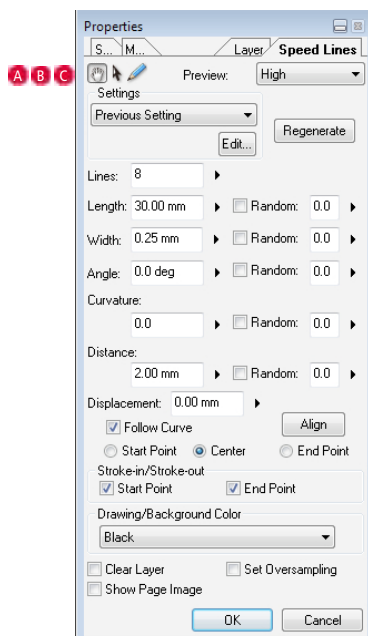 Properties
S... M... Layer Speed Lines
A B C Preview: High
Settings
Previous Setting
Regenerate
Edit...
Lines: 8
Length: 30.00 mm Random: 0.0
Width: 0.25 mm Random: 0.0
Angle: 0.0 deg Random: 0.0
Curvature:
0.0 Random: 0.0
Distance:
2.00 mm Random: 0.0
Displacement: 0.00 mm
Follow Curve Align
Start Point Center End Point
Stroke-in/Stroke-out
Start Point End Point
Drawing/Background Color
Black
Clear Layer Set Oversampling
Show Page Image
OK Cancel